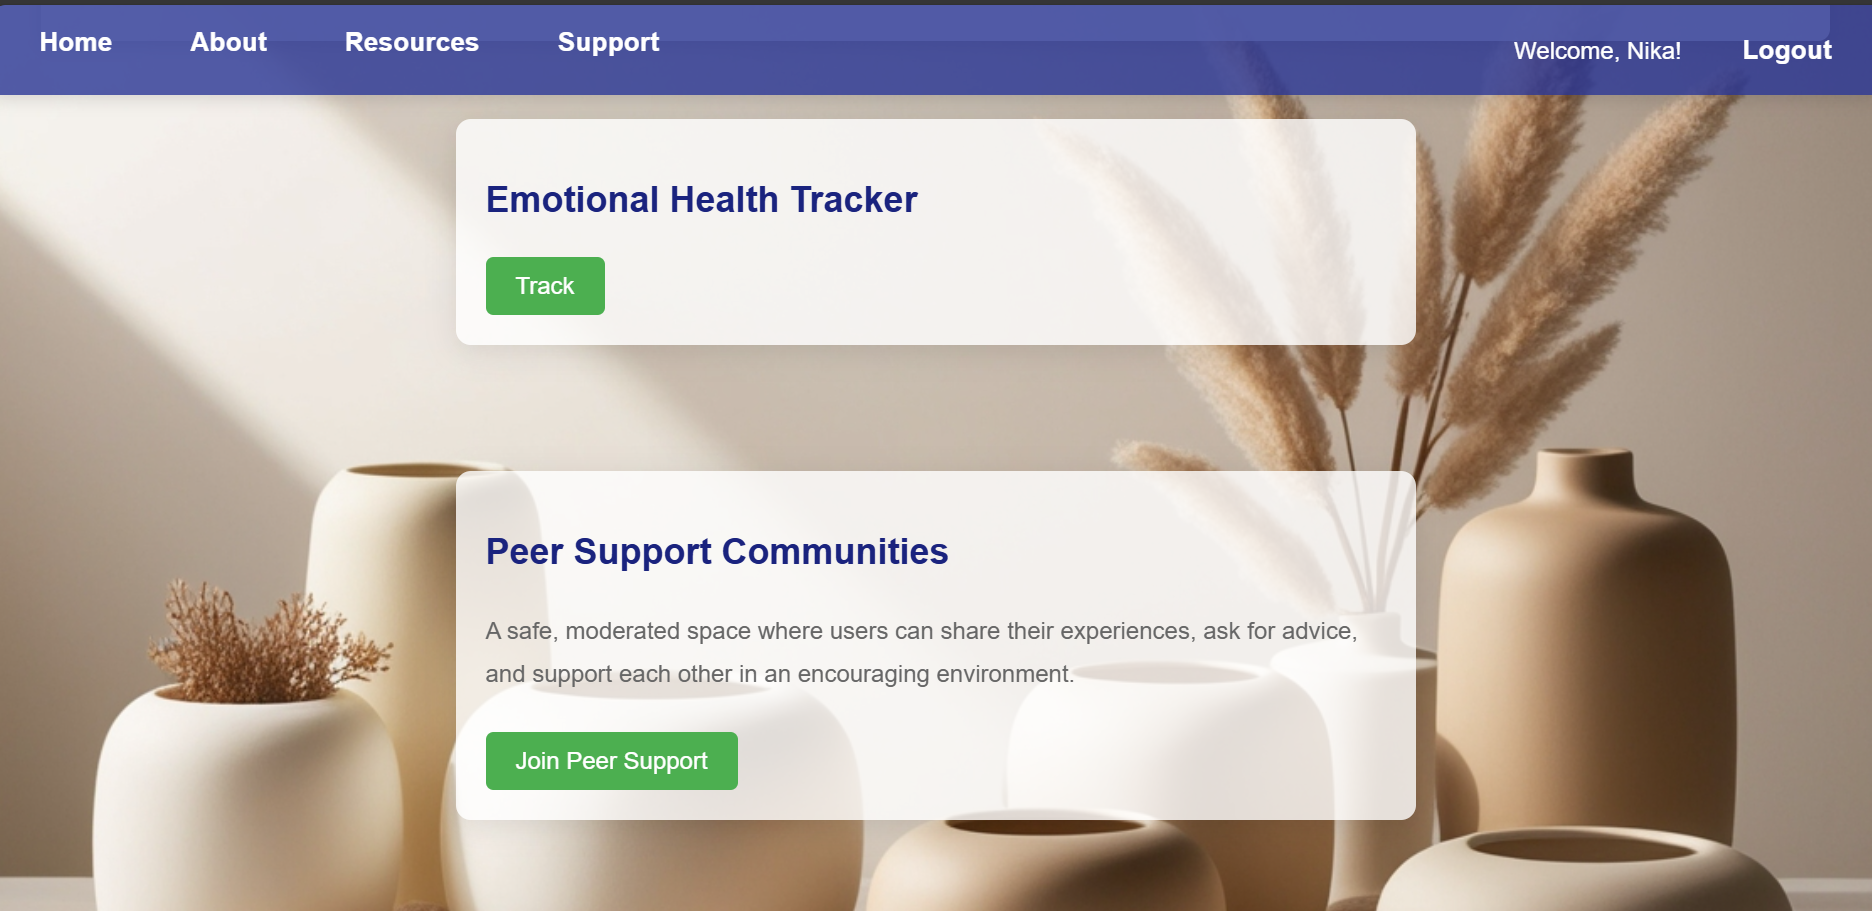 Home About Resources Support Welcome, Nika! Logout
Emotional Health Tracker
Track
Peer Support Communities
A safe, moderated space where users can share their experiences, ask for advice,
and support each other in an encouraging environment.
Join Peer Support